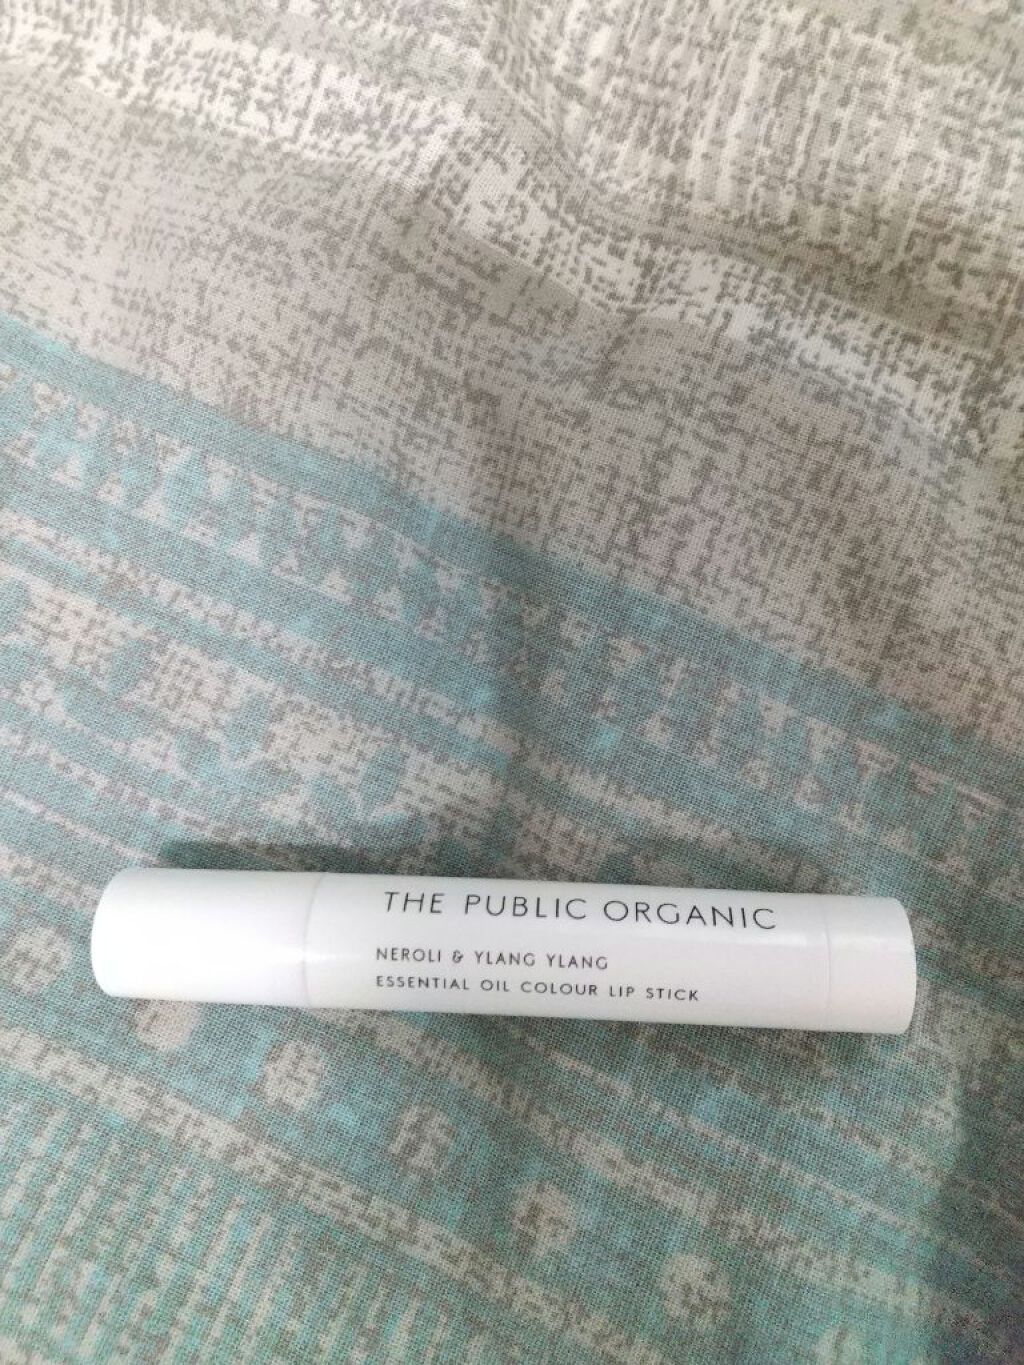 THE PUBLIC ORGANIC
NEROLI & YLANG YLANG
ESSENTIAL OIL COLOUR LIP STICK